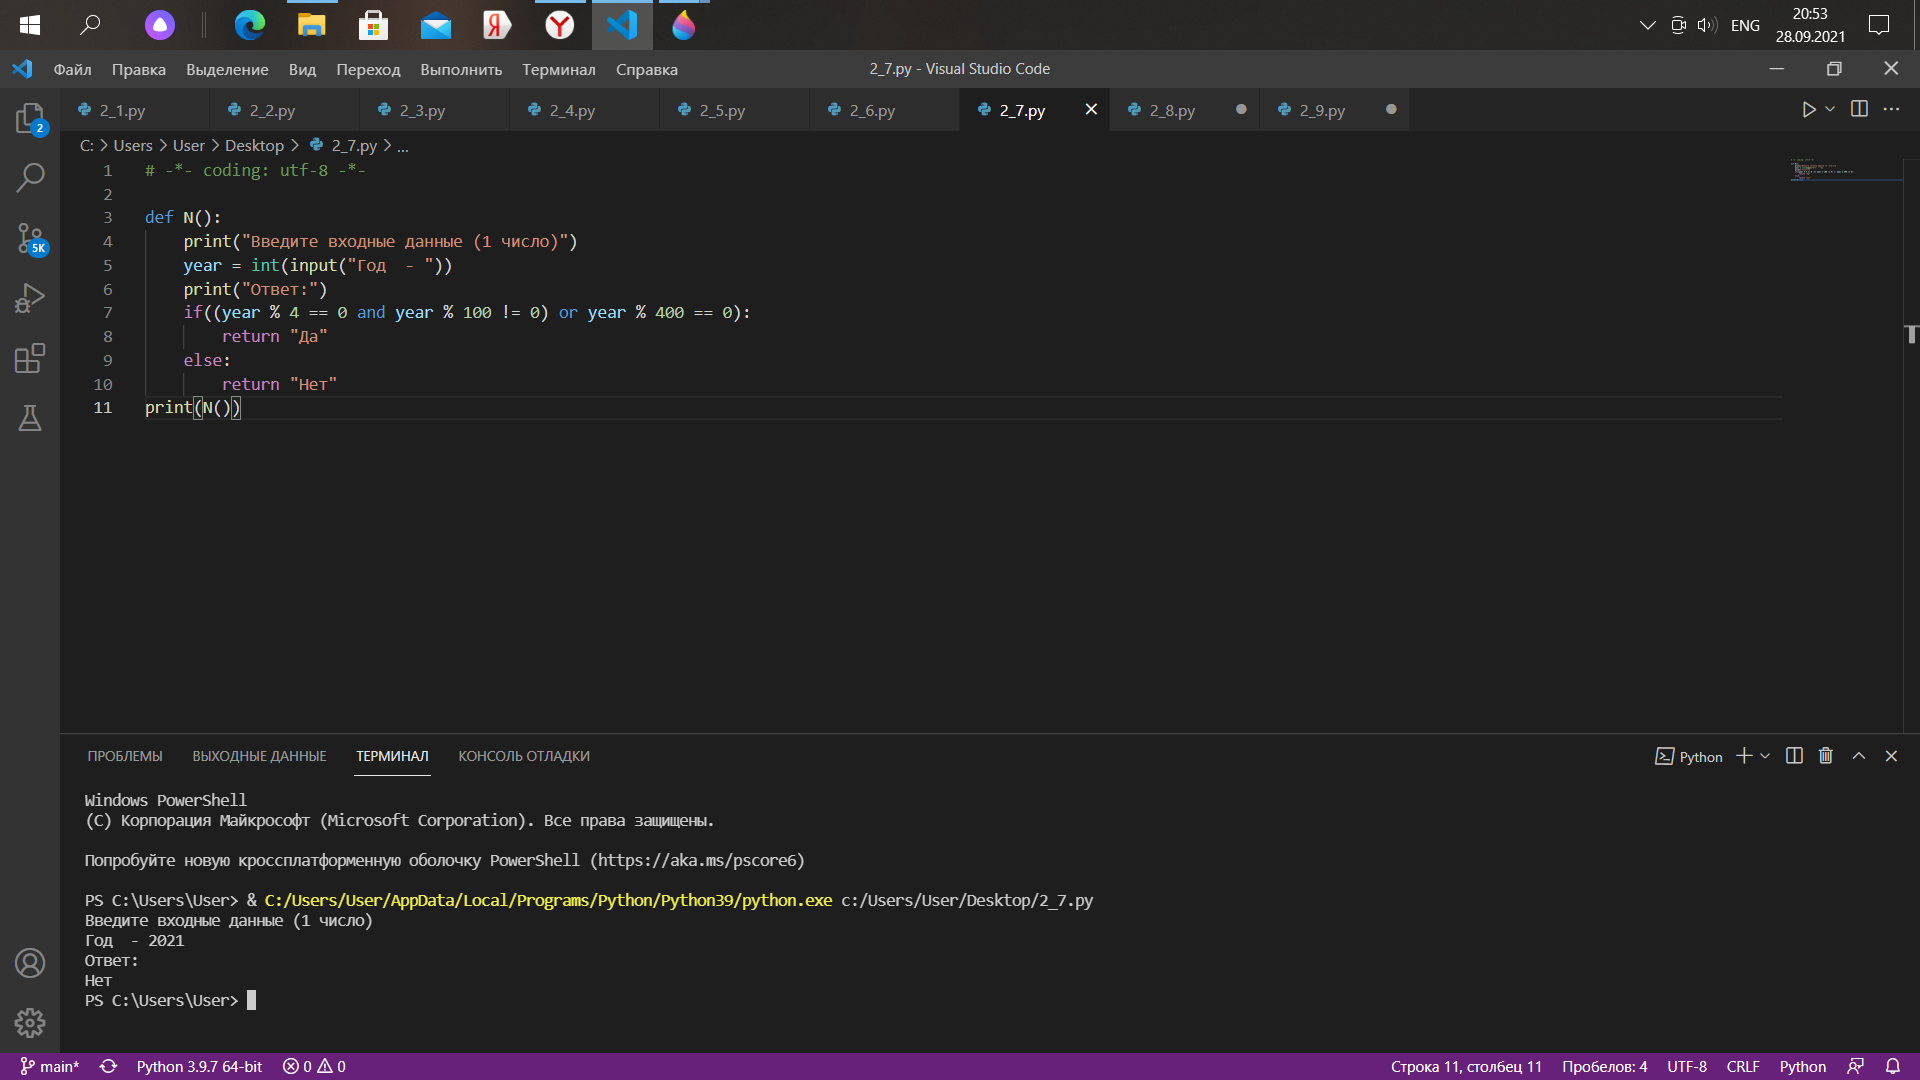 ENG
20:53
28.09.2021
Файл Правка Выделение Вид Переход Выполнить Терминал Справка
2_7.py - Visual Studio Code
2_1.py 2_2.py 2_3.py 2_4.py 2_5.py 2_6.py 2_7.py 2_8.py 2_9.py
C: > Users > User > Desktop > 2_7.py > ...
2
5K
1 # -*- coding: utf-8 -*-
2
3 def N():
4     print("Введите входные данные (1 число)")
5     year = int(input("Год  - "))
6     print("Ответ:")
7     if((year % 4 == 0 and year % 100 != 0) or year % 400 == 0):
8         return "Да"
9     else:
10         return "Нет"
11 print(N())
ПРОБЛЕМЫ ВЫХОДНЫЕ ДАННЫЕ ТЕРМИНАЛ КОНСОЛЬ ОТЛАДКИ
Python
Windows PowerShell
(C) Корпорация Майкрософт (Microsoft Corporation). Все права защищены.
Попробуйте новую кроссплатформенную оболочку PowerShell (https://aka.ms/pscore6)
PS C:\Users\User> & C:/Users/User/AppData/Local/Programs/Python/Python39/python.exe c:/Users/User/Desktop/2_7.py
Введите входные данные (1 число)
Год  - 2021
Ответ:
Нет
PS C:\Users\User>
main* Python 3.9.7 64-bit 0 0
Строка 11, столбец 11 Пробелов: 4 UTF-8 CRLF Python